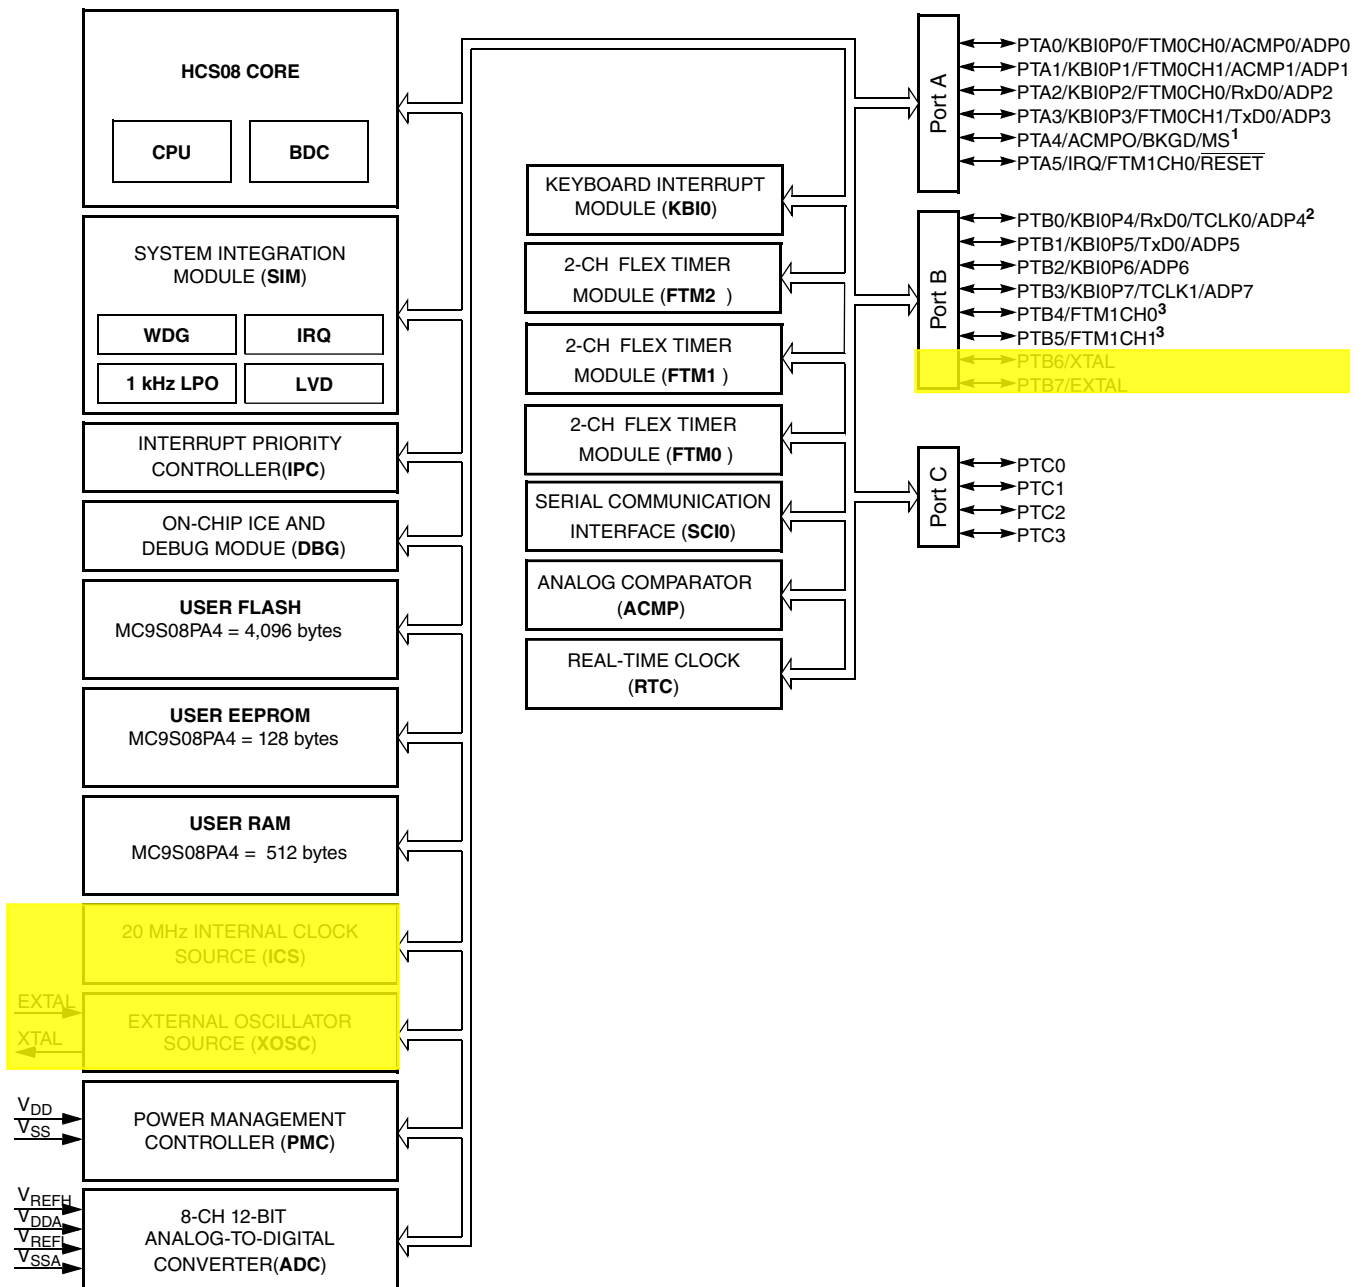 HCS08 CORE
CPU
BDC
SYSTEM INTEGRATION
MODULE (SIM)
WDG
IRQ
1 kHz LPO
LVD
INTERRUPT PRIORITY
CONTROLLER(IPC)
ON-CHIP ICE AND
DEBUG MODUE (DBG)
USER FLASH
MC9S08PA4 = 4,096 bytes
USER EEPROM
MC9S08PA4 = 128 bytes
USER RAM
MC9S08PA4 = 512 bytes
20 MHz INTERNAL CLOCK
SOURCE (ICS)
EXTAL
XTAL
EXTERNAL OSCILLATOR
SOURCE (XOSC)
VDD
VSS
POWER MANAGEMENT
CONTROLLER (PMC)
VREFH
VDDA
VREFL
VSSA
8-CH 12-BIT
ANALOG-TO-DIGITAL
CONVERTER(ADC)
KEYBOARD INTERRUPT
MODULE (KBI0)
2-CH FLEX TIMER
MODULE (FTM2 )
2-CH FLEX TIMER
MODULE (FTM1 )
2-CH FLEX TIMER
MODULE (FTM0 )
SERIAL COMMUNICATION
INTERFACE (SCI0)
ANALOG COMPARATOR
(ACMP)
REAL-TIME CLOCK
(RTC)
Port A
PTA0/KBI0P0/FTM0CH0/ACMP0/ADP0
PTA1/KBI0P1/FTM0CH1/ACMP1/ADP1
PTA2/KBI0P2/FTM0CH0/RxD0/ADP2
PTA3/KBI0P3/FTM0CH1/TxD0/ADP3
PTA4/ACMPO/BKGD/MS1
PTA5/IRQ/FTM1CH0/RESET
Port B
PTB0/KBI0P4/RxD0/TCLK0/ADP42
PTB1/KBI0P5/TxD0/ADP5
PTB2/KBI0P6/ADP6
PTB3/KBI0P7/TCLK1/ADP7
PTB4/FTM1CH03
PTB5/FTM1CH13
PTB6/XTAL
PTB7/EXTAL
Port C
PTC0
PTC1
PTC2
PTC3